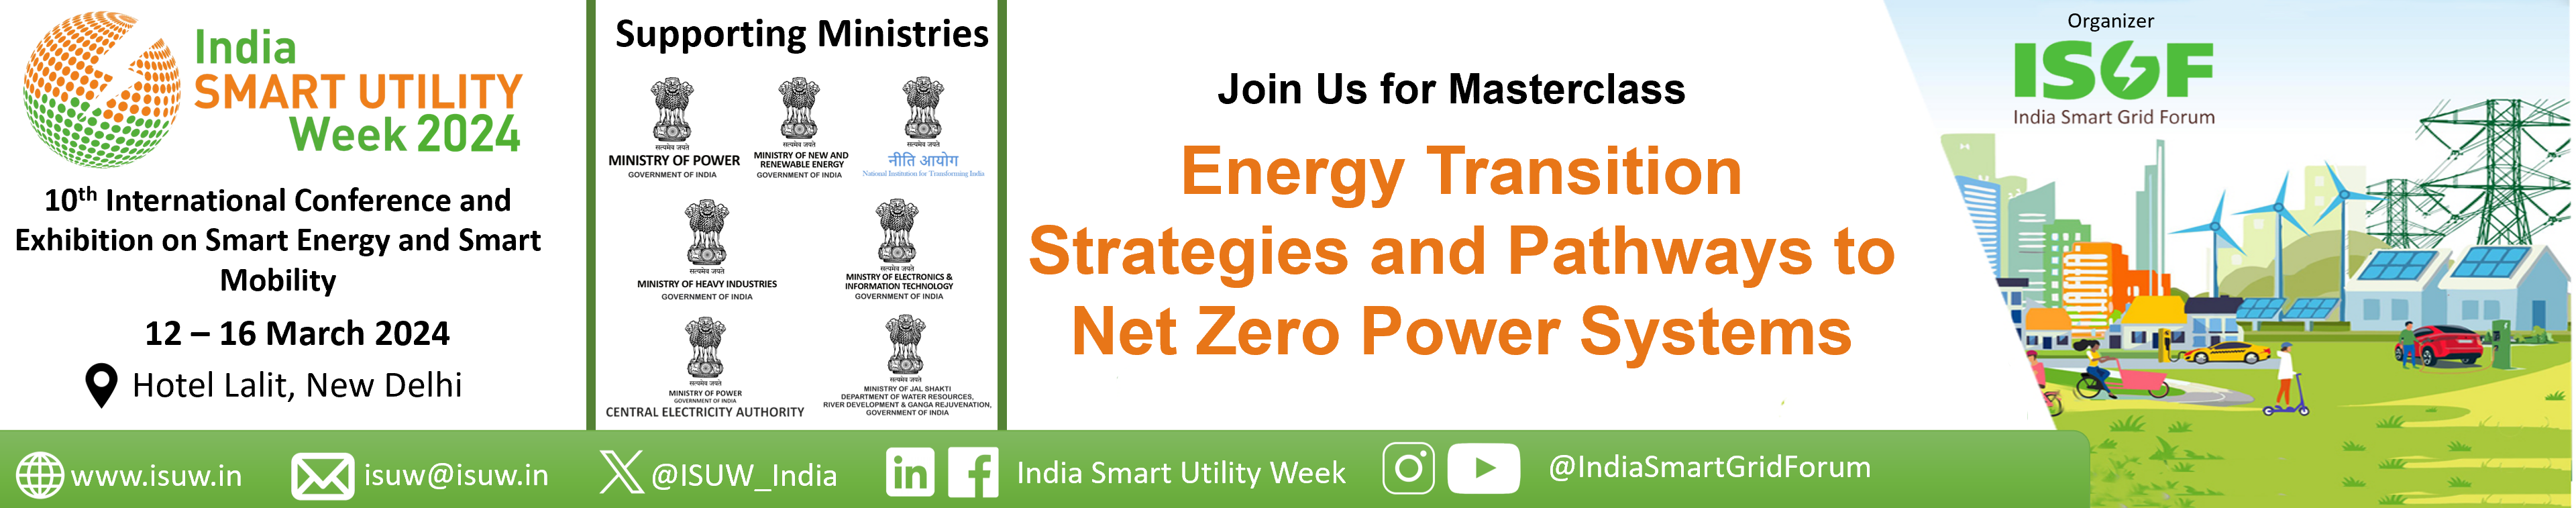 India
SMART UTILITY
Week 2024
10th International Conference and
Exhibition on Smart Energy and Smart
Mobility
12 – 16 March 2024
Hotel Lalit, New Delhi
Supporting Ministries
सत्यमेव जयते
MINISTRY OF POWER
GOVERNMENT OF INDIA
सत्यमेव जयते
MINISTRY OF NEW AND
RENEWABLE ENERGY
GOVERNMENT OF INDIA
सत्यमेव जयते
नीति आयोग
National Institution for Transforming India
सत्यमेव जयते
MINISTRY OF HEAVY INDUSTRIES
GOVERNMENT OF INDIA
सत्यमेव जयते
MINSTRY OF ELECTRONICS &
INFORMATION TECHNOLOGY
GOVERNMENT OF INDIA
सत्यमेव जयते
MINISTRY OF POWER
GOVERNMENT OF INDIA
CENTRAL ELECTRICITY AUTHORITY
सत्यमेव जयते
MINISTRY OF JAL SHAKTI
DEPARTMENT OF WATER RESOURCES,
RIVER DEVELOPMENT & GANGA REJUVENATION,
GOVERNMENT OF INDIA
Join Us for Masterclass
Energy Transition
Strategies and Pathways to
Net Zero Power Systems
Organizer
ISGF
India Smart Grid Forum
www.isuw.in
isuw@isuw.in
@ISUW_India
in
f
India Smart Utility Week
@IndiaSmartGridForum